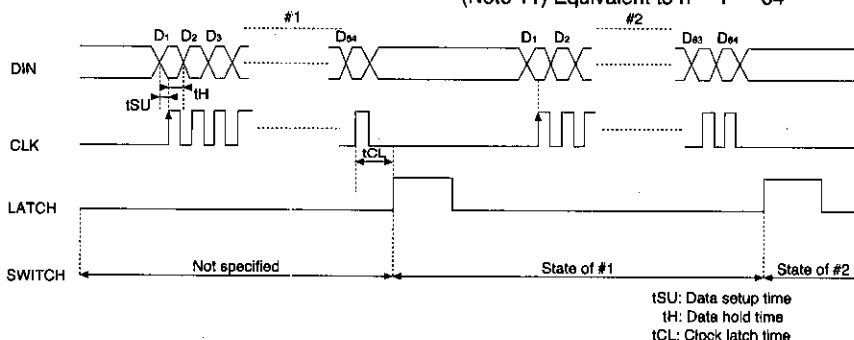 (Note 11) Equivalent to n
#1
#2
D1 D2 D3
D64
D1 D2
D63 D64
DIN
tSU
tH
CLK
tCL
LATCH
SWITCH
Not specified
State of #1
State of #2
tSU: Data setup time
tH: Data hold time
tCL: Clock latch time